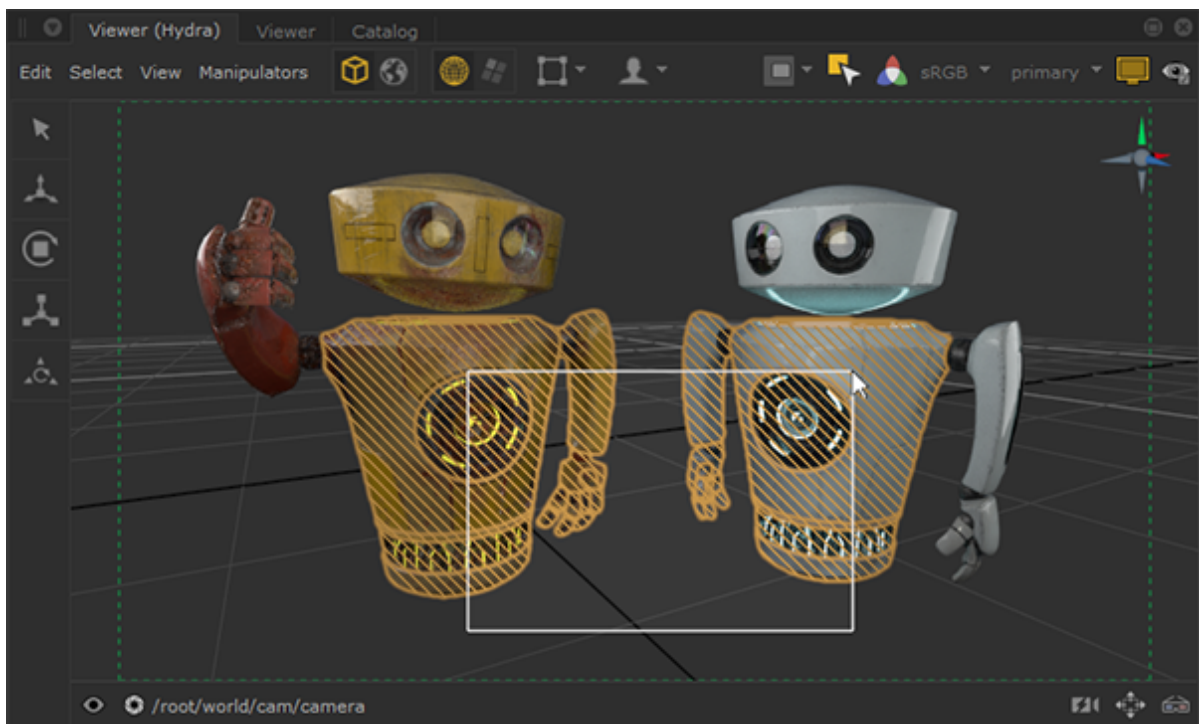 Viewer (Hydra) Viewer Catalog
Edit Select View Manipulators sRGB primary
/root/world/cam/camera